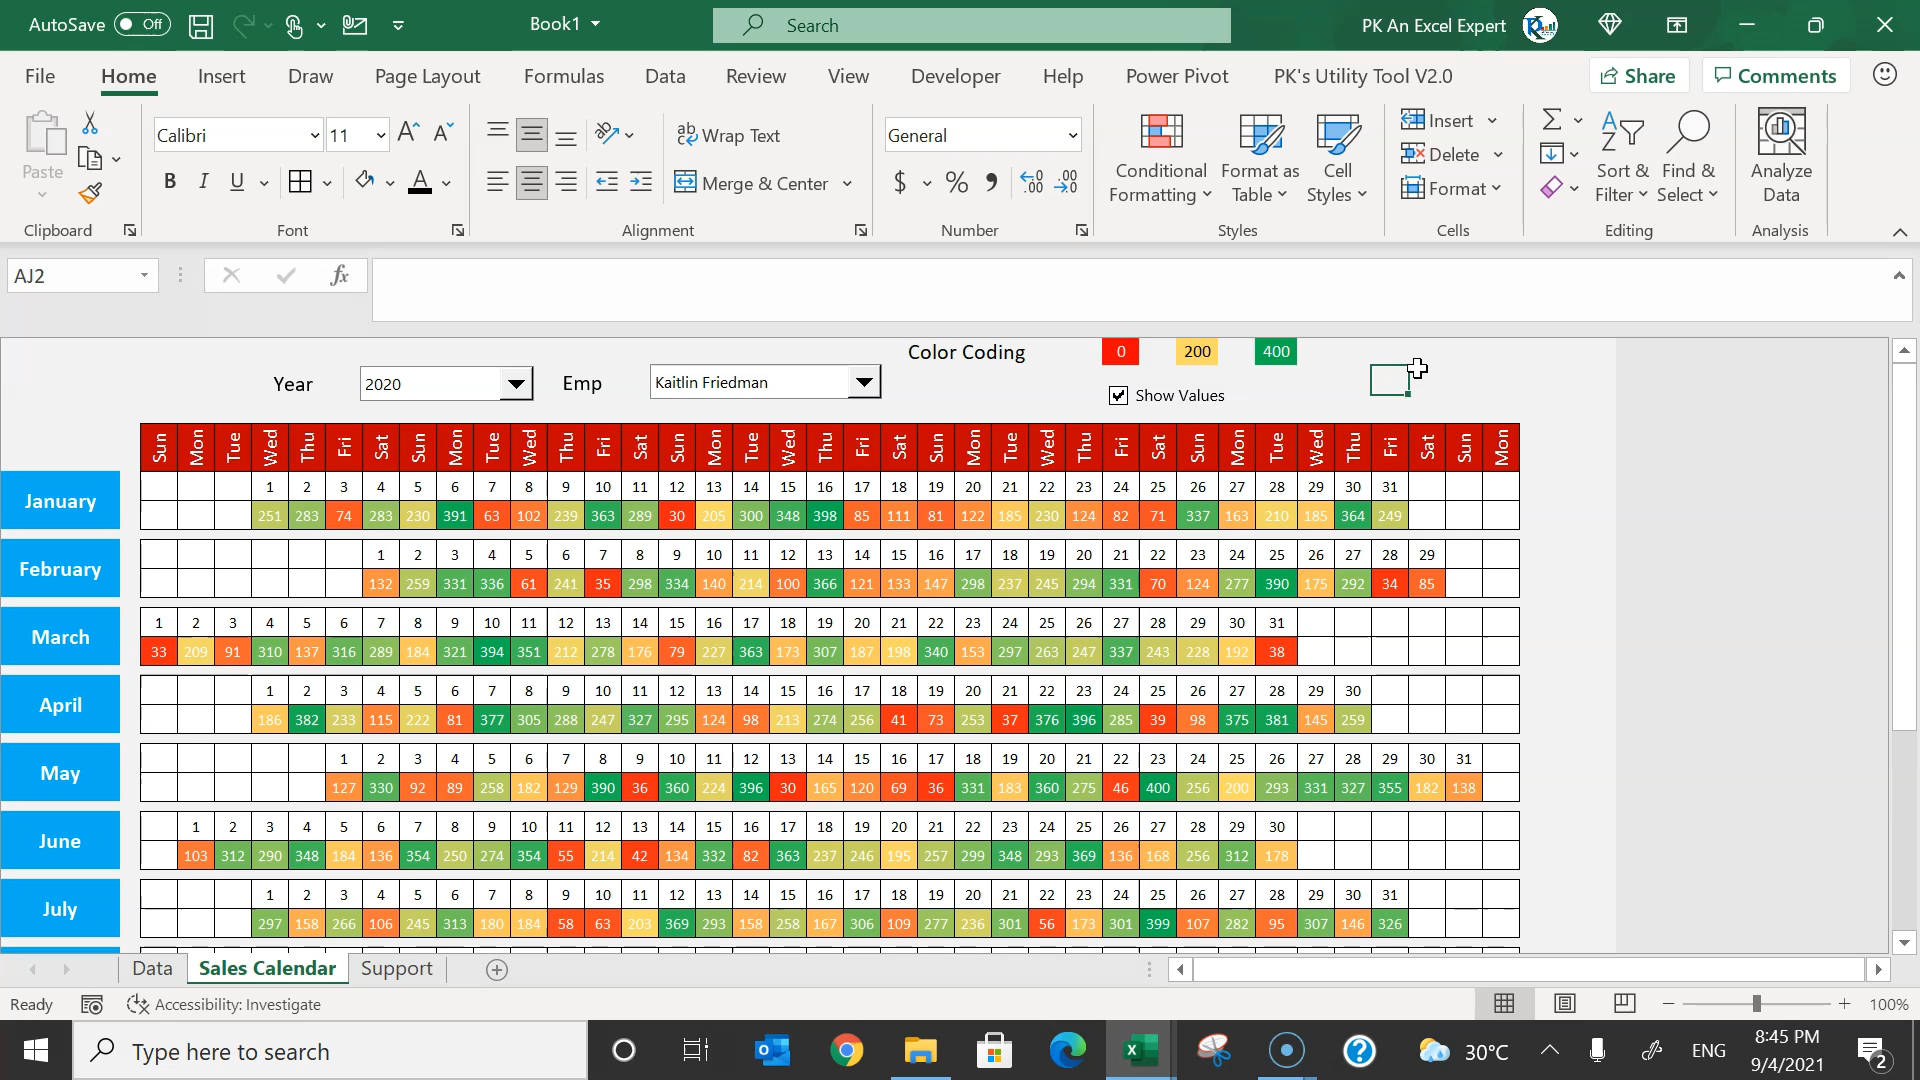 AutoSave Off Book1 Search PK An Excel Expert
File Home Insert Draw Page Layout Formulas Data Review View Developer Help Power Pivot PK's Utility Tool V2.0 Share Comments
Paste Calibri 11 Wrap Text General Conditional Formatting Format as Table Cell Styles Insert Sort & Filter Find & Select Analyze Data
B I U Merge & Center $ % Delete Format
Clipboard Font Alignment Number Styles Cells Editing Analysis
AJ2 fx
Color Coding 0 200 400
Year 2020 Emp Kaitlin Friedman
Show Values
Sun Mon Tue Wed Thu Fri Sat Sun Mon Tue Wed Thu Fri Sat Sun Mon Tue Wed Thu Fri Sat Sun Mon Tue Wed Thu Fri Sat Sun Mon Tue Wed Thu Fri Sat Sun Mon
January
1 2 3 4 5 6 7 8 9 10 11 12 13 14 15 16 17 18 19 20 21 22 23 24 25 26 27 28 29 30 31
251 283 74 283 230 391 63 102 239 363 289 30 205 300 348 398 85 111 81 122 185 230 124 82 71 337 163 210 185 364 249
February
1 2 3 4 5 6 7 8 9 10 11 12 13 14 15 16 17 18 19 20 21 22 23 24 25 26 27 28 29
132 259 331 336 61 241 35 298 334 140 214 100 366 121 133 147 298 237 245 294 331 70 124 277 390 175 292 34 85
March
1 2 3 4 5 6 7 8 9 10 11 12 13 14 15 16 17 18 19 20 21 22 23 24 25 26 27 28 29 30 31
33 209 91 310 137 316 289 184 321 394 351 212 278 176 79 227 363 173 307 187 198 340 153 297 263 247 337 243 228 192 38
April
1 2 3 4 5 6 7 8 9 10 11 12 13 14 15 16 17 18 19 20 21 22 23 24 25 26 27 28 29 30
186 382 233 115 222 81 377 305 288 247 327 295 124 98 213 274 256 41 73 253 37 376 396 285 39 98 375 381 145 259
May
1 2 3 4 5 6 7 8 9 10 11 12 13 14 15 16 17 18 19 20 21 22 23 24 25 26 27 28 29 30 31
127 330 92 89 258 182 129 390 36 360 224 396 30 165 120 69 36 331 183 360 275 46 400 256 200 293 331 327 355 182 138
June
1 2 3 4 5 6 7 8 9 10 11 12 13 14 15 16 17 18 19 20 21 22 23 24 25 26 27 28 29 30
103 312 290 348 184 136 354 250 274 354 55 214 42 134 332 82 363 237 246 195 257 299 348 293 369 136 168 256 312 178
July
1 2 3 4 5 6 7 8 9 10 11 12 13 14 15 16 17 18 19 20 21 22 23 24 25 26 27 28 29 30 31
297 158 266 106 245 313 180 184 58 63 203 369 293 158 258 167 306 109 277 236 301 56 173 301 399 107 282 95 307 146 326
Data Sales Calendar Support
Ready Accessibility: Investigate 100%
Type here to search 30°C ENG 8:45 PM
9/4/2021 2